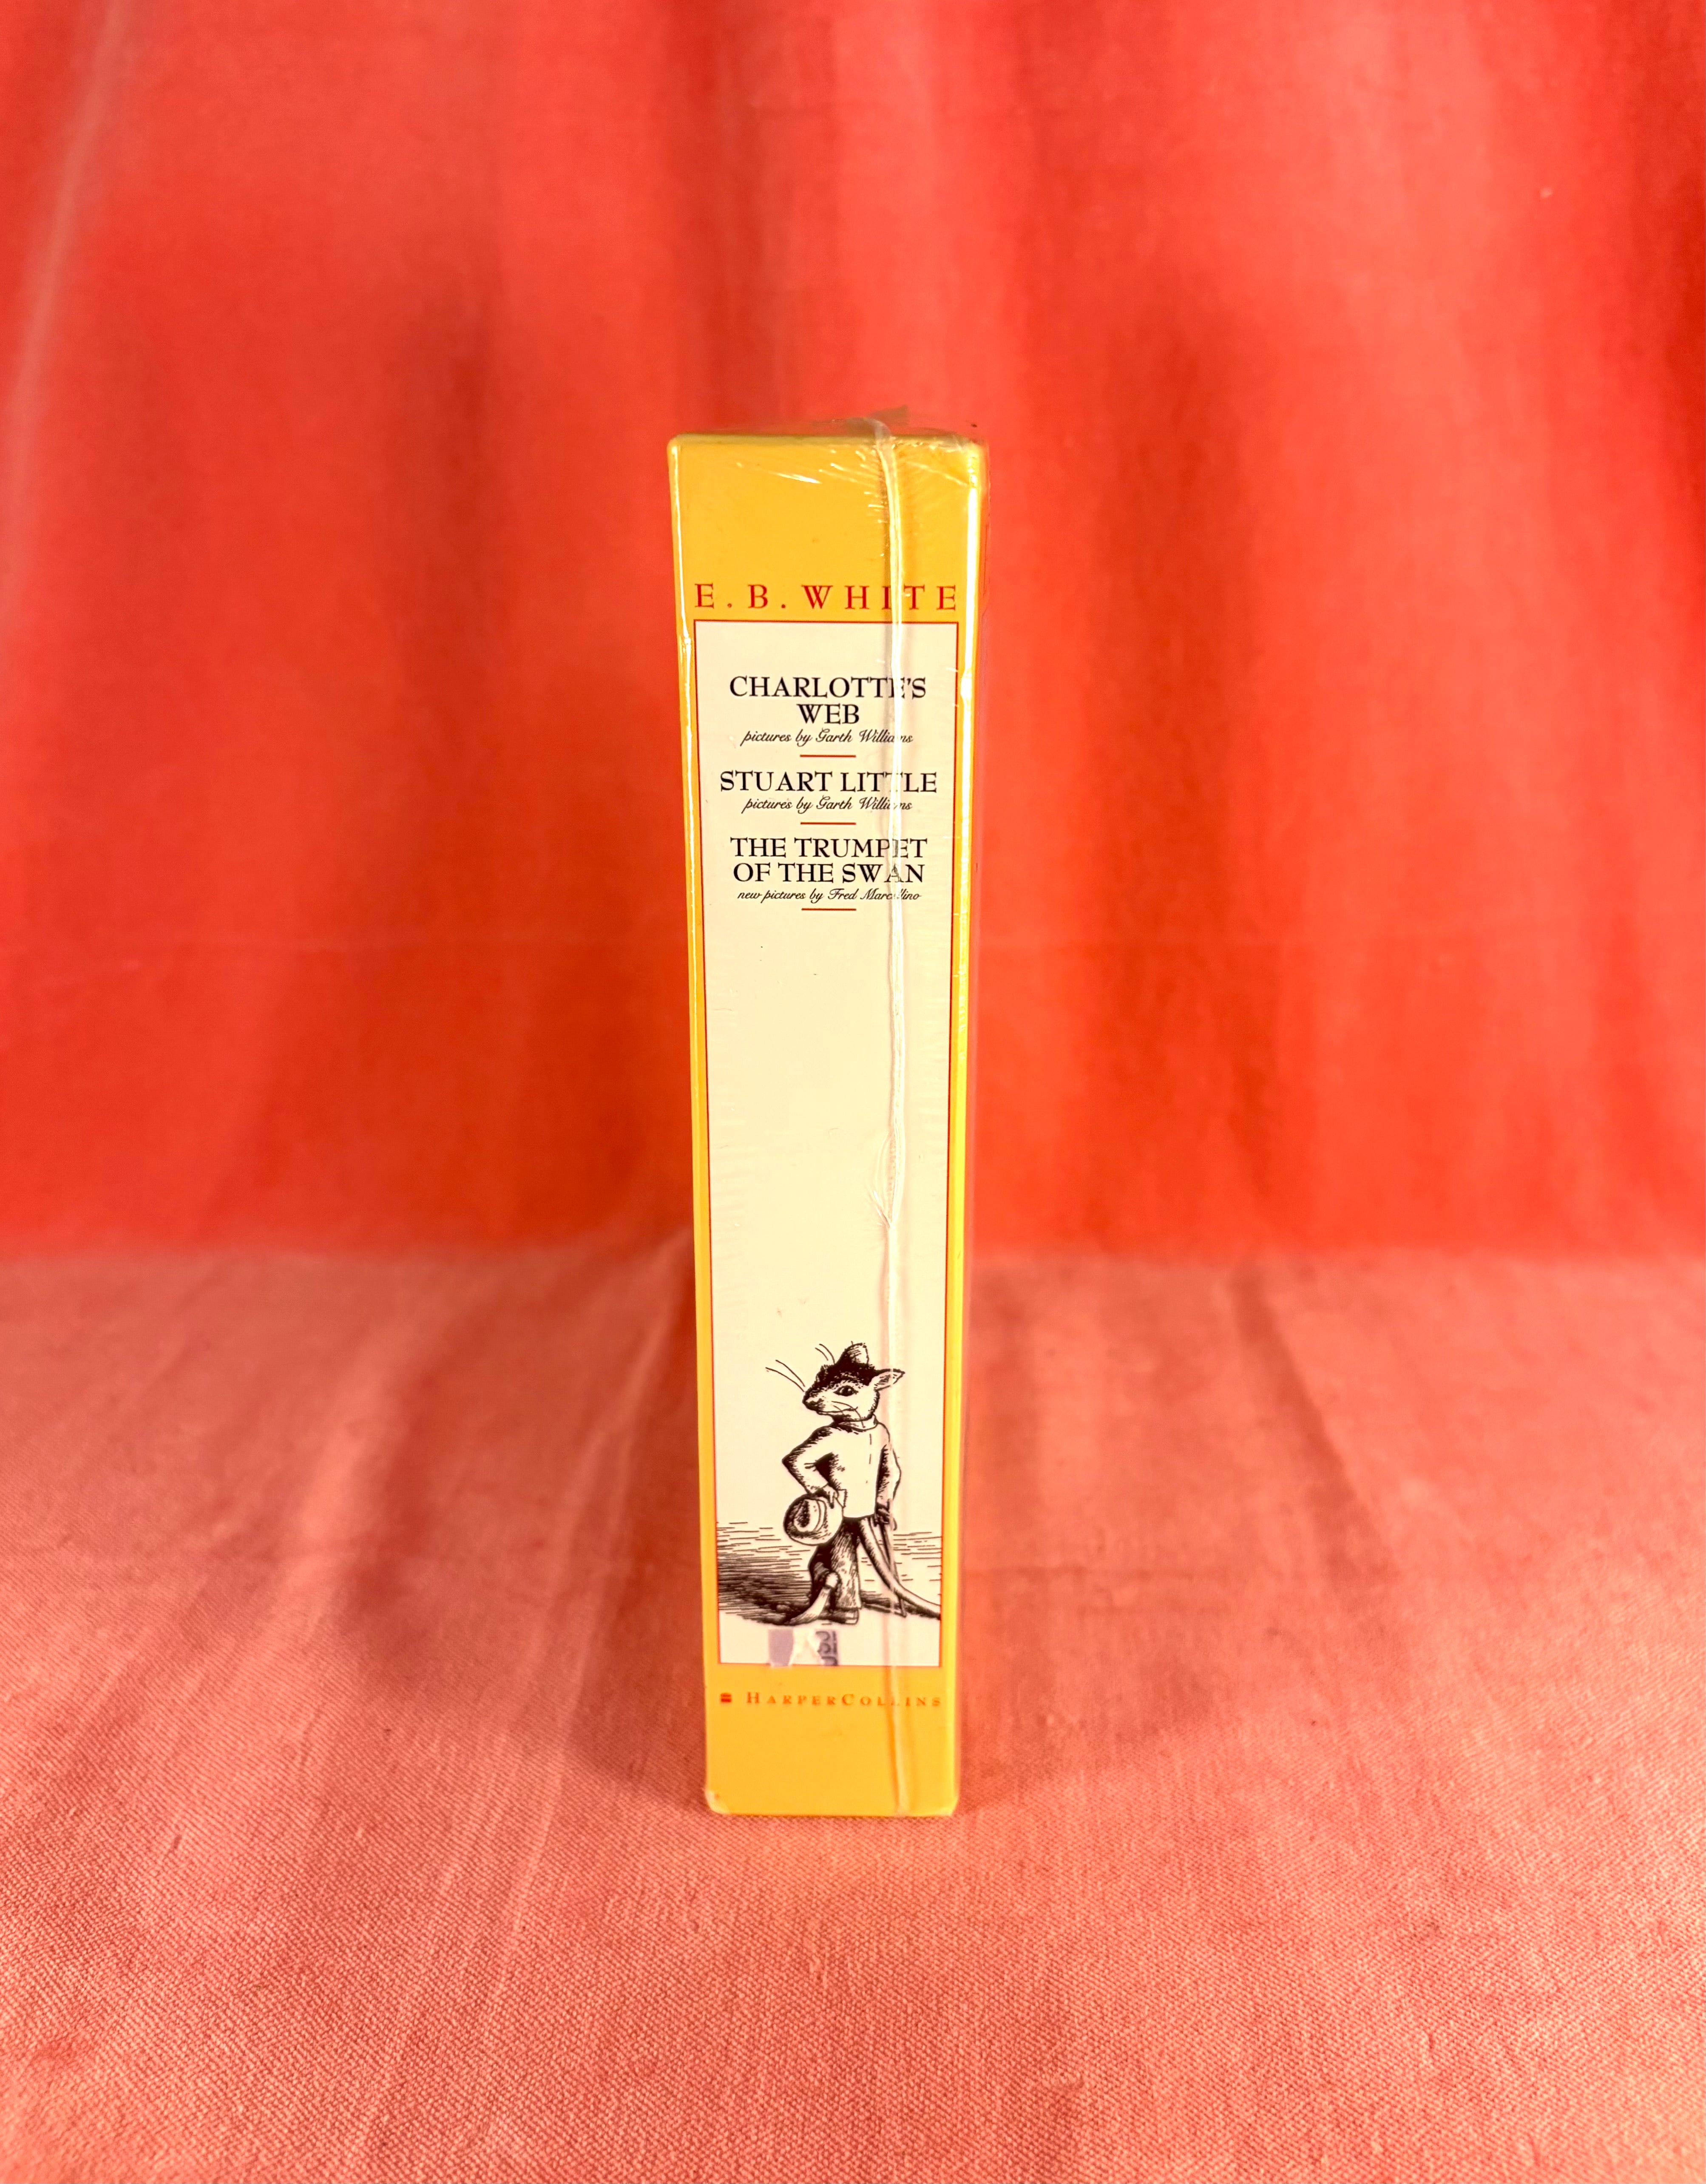 E. B. WHITE
CHARLOTTE'S
WEB
pictures by Garth Williams
STUART LITTLE
pictures by Garth Williams
THE TRUMPET
OF THE SWAN
new pictures by Fred Marcellino
HARPERCOLLINS